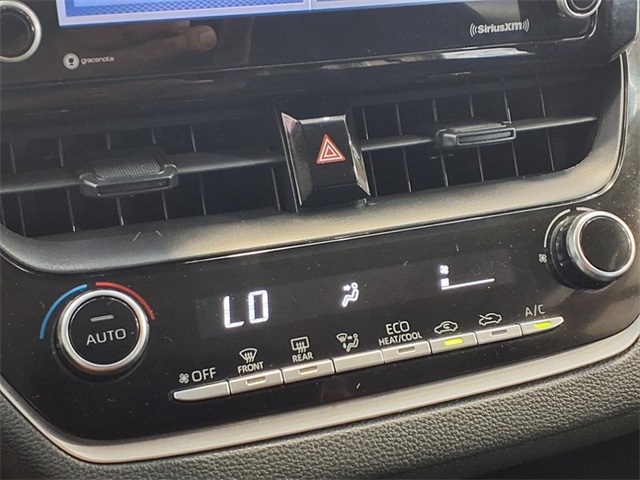 gracenote
SiriusXM
LO
AUTO
OFF
FRONT
REAR
ECO
HEAT/COOL
A/C